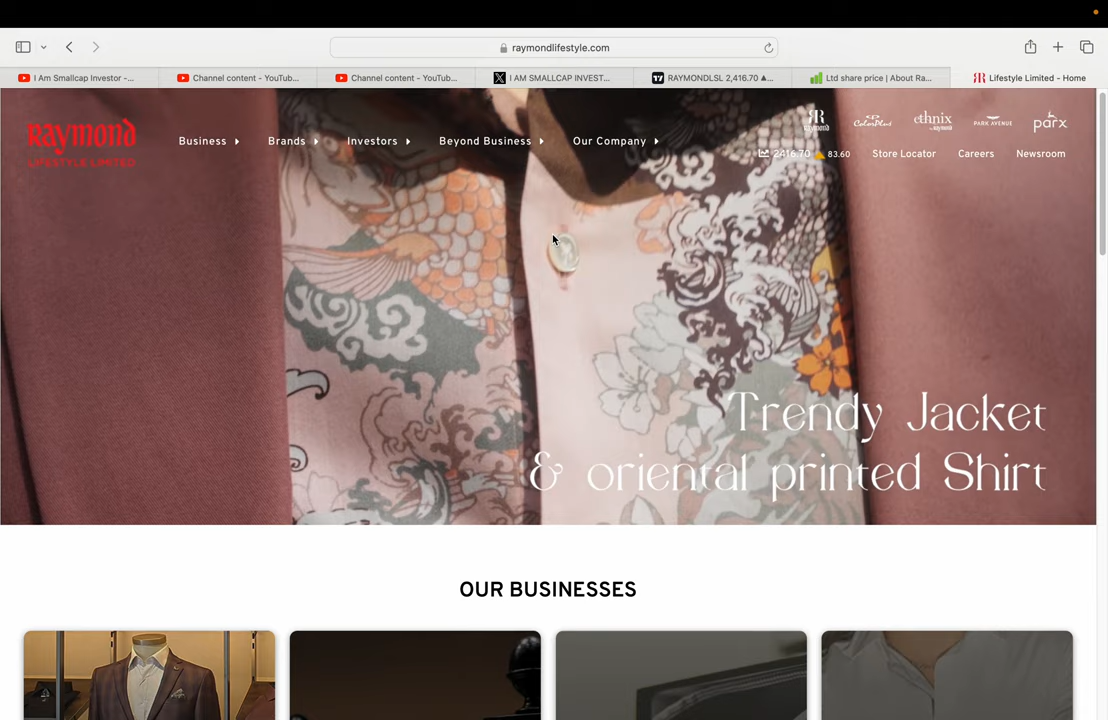 raymondlifestyle.com
I Am Smallcap Investor -...
Channel content - YouTub...
Channel content - YouTub...
I AM SMALLCAP INVEST...
RAYMONDLSL 2,416.70 ▲...
Ltd share price | About Ra...
Lifestyle Limited - Home
Raymond
LIFESTYLE LIMITED
Business
Brands
Investors
Beyond Business
Our Company
Raymond
ColorPlus
ethnix
by Raymond
PARK AVENUE
parx
2416.70 ▲ 83.60
Store Locator
Careers
Newsroom
Trendy Jacket
& oriental printed Shirt
OUR BUSINESSES